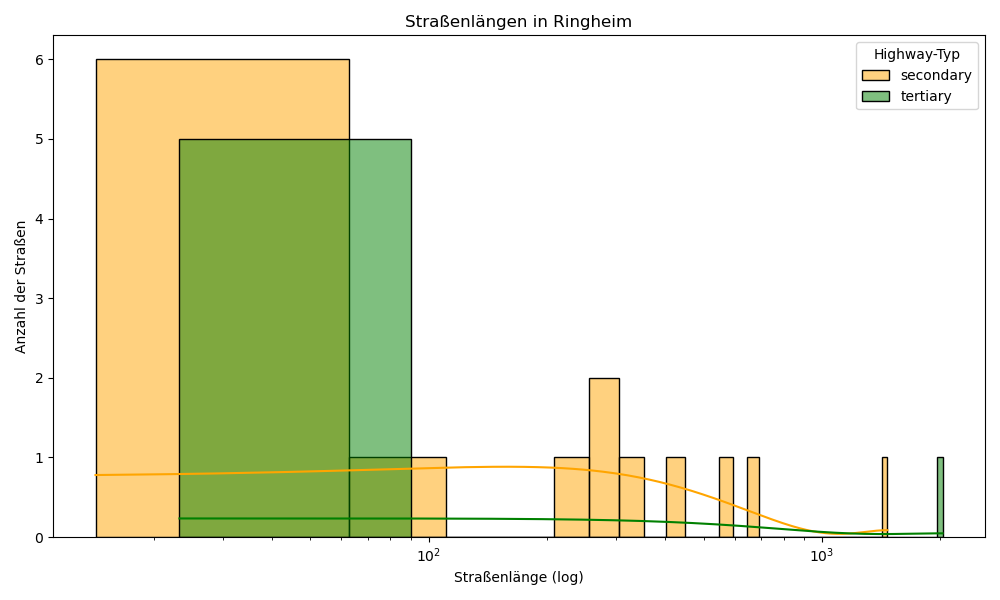 Straßenlängen in Ringheim
Highway-Typ
secondary
tertiary
6
5
4
3
2
1
0
Anzahl der Straßen
10²
10³
Straßenlänge (log)